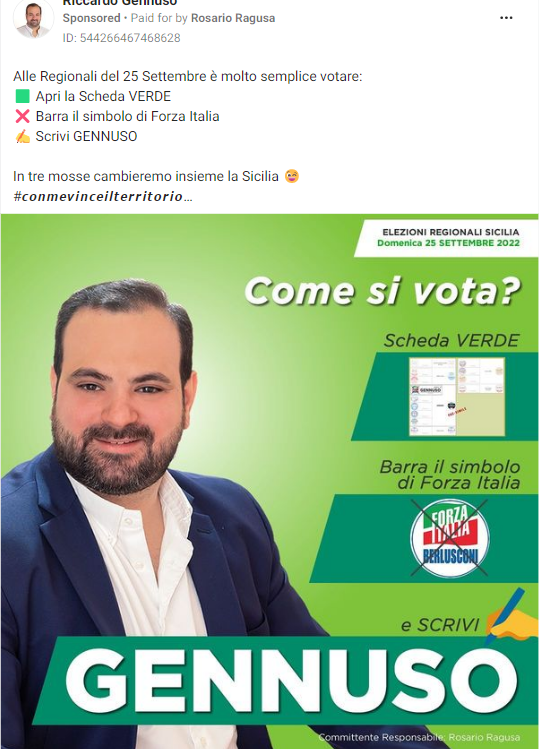 Riccardo Gennuso
Sponsored • Paid for by Rosario Ragusa
ID: 544266467468628
Alle Regionali del 25 Settembre è molto semplice votare:
🟩 Apri la Scheda VERDE
❌ Barra il simbolo di Forza Italia
✍️ Scrivi GENNUSO
In tre mosse cambieremo insieme la Sicilia 😉
#conmevinceilterritorio...
ELEZIONI REGIONALI SICILIA
Domenica 25 SETTEMBRE 2022
Come si vota?
Scheda VERDE
GENNUSO
Barra il simbolo
di Forza Italia
FORZA
ITALIA
BERLUSCONI
e SCRIVI
GENNUSO
Committente Responsabile: Rosario Ragusa